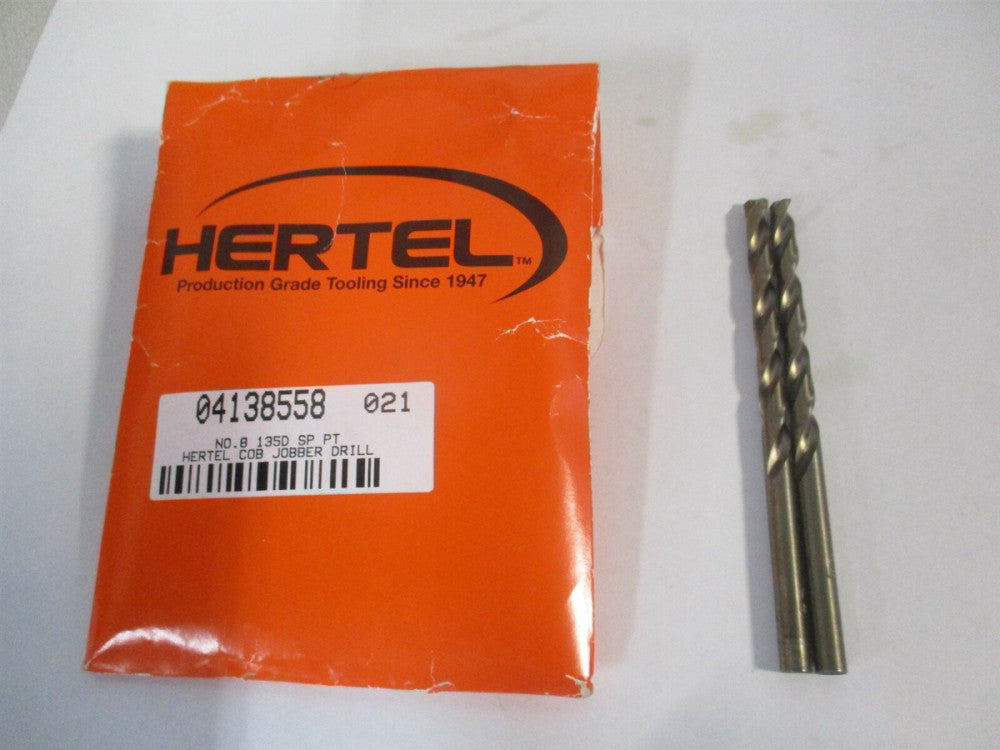 HERTEL™
Production Grade Tooling Since 1947
04138558 021
NO.8 135D SP PT
HERTEL COB JOBBER DRILL